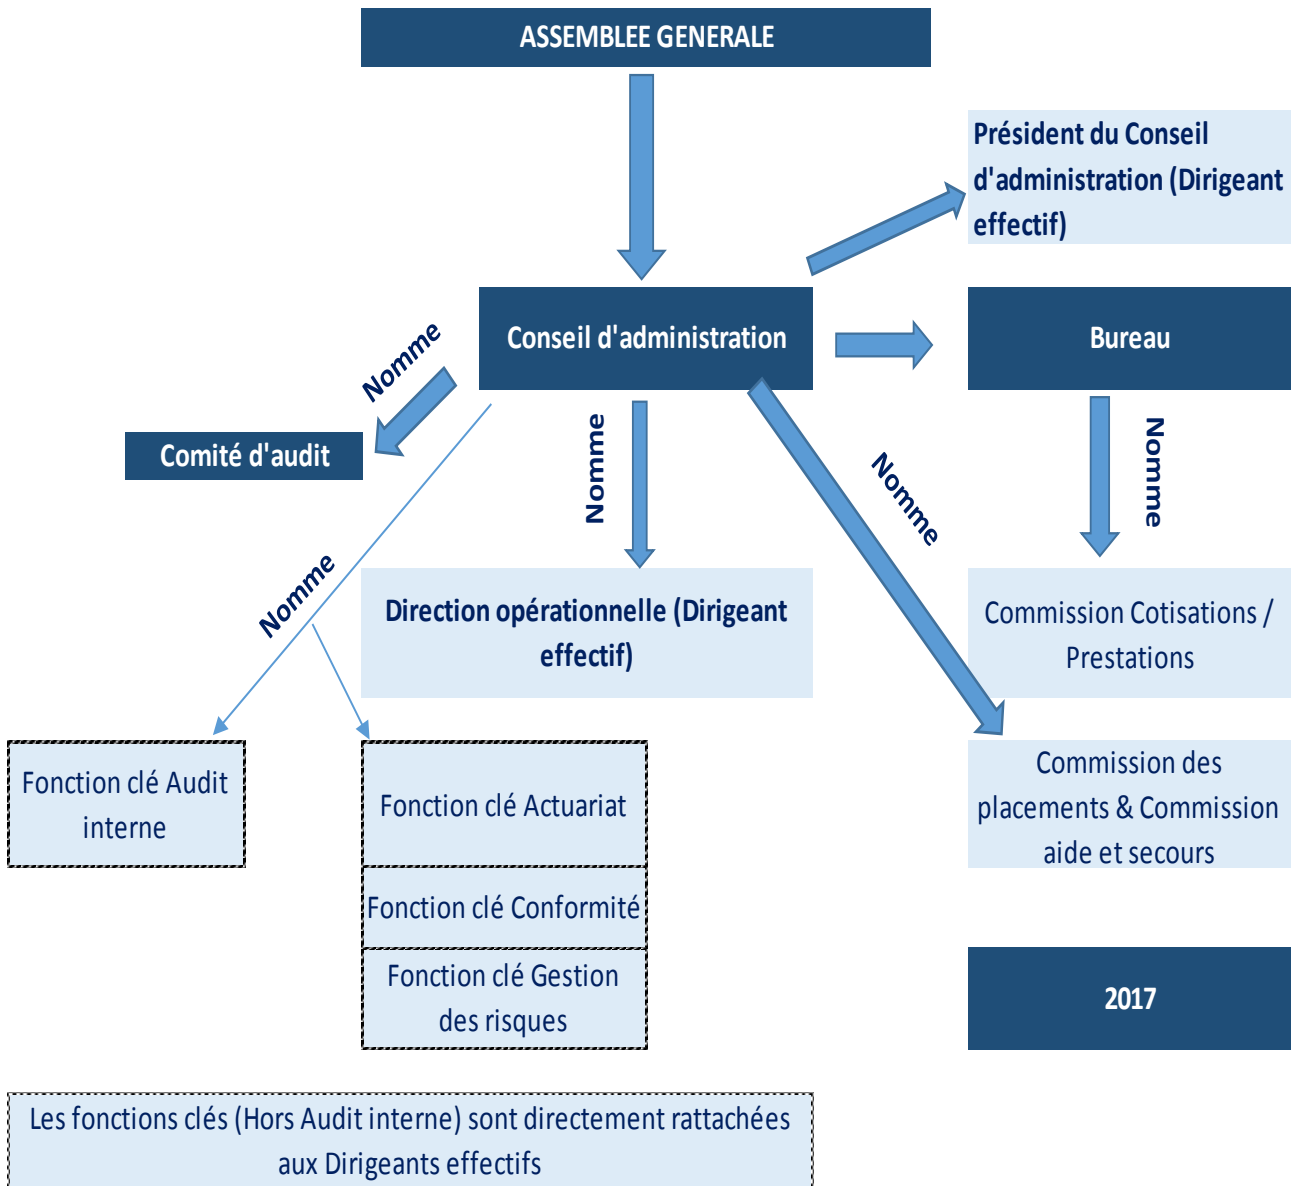 ASSEMBLEE GENERALE
Président du Conseil
d'administration (Dirigeant
effectif)
Conseil d'administration
Bureau
Nomme
Comité d'audit
Nomme
Nomme
Nomme
Nomme
Direction opérationnelle (Dirigeant
effectif)
Commission Cotisations /
Prestations
Fonction clé Audit
interne
Fonction clé Actuariat
Commission des
placements & Commission
aide et secours
Fonction clé Conformité
Fonction clé Gestion
des risques
2017
Les fonctions clés (Hors Audit interne) sont directement rattachées
aux Dirigeants effectifs